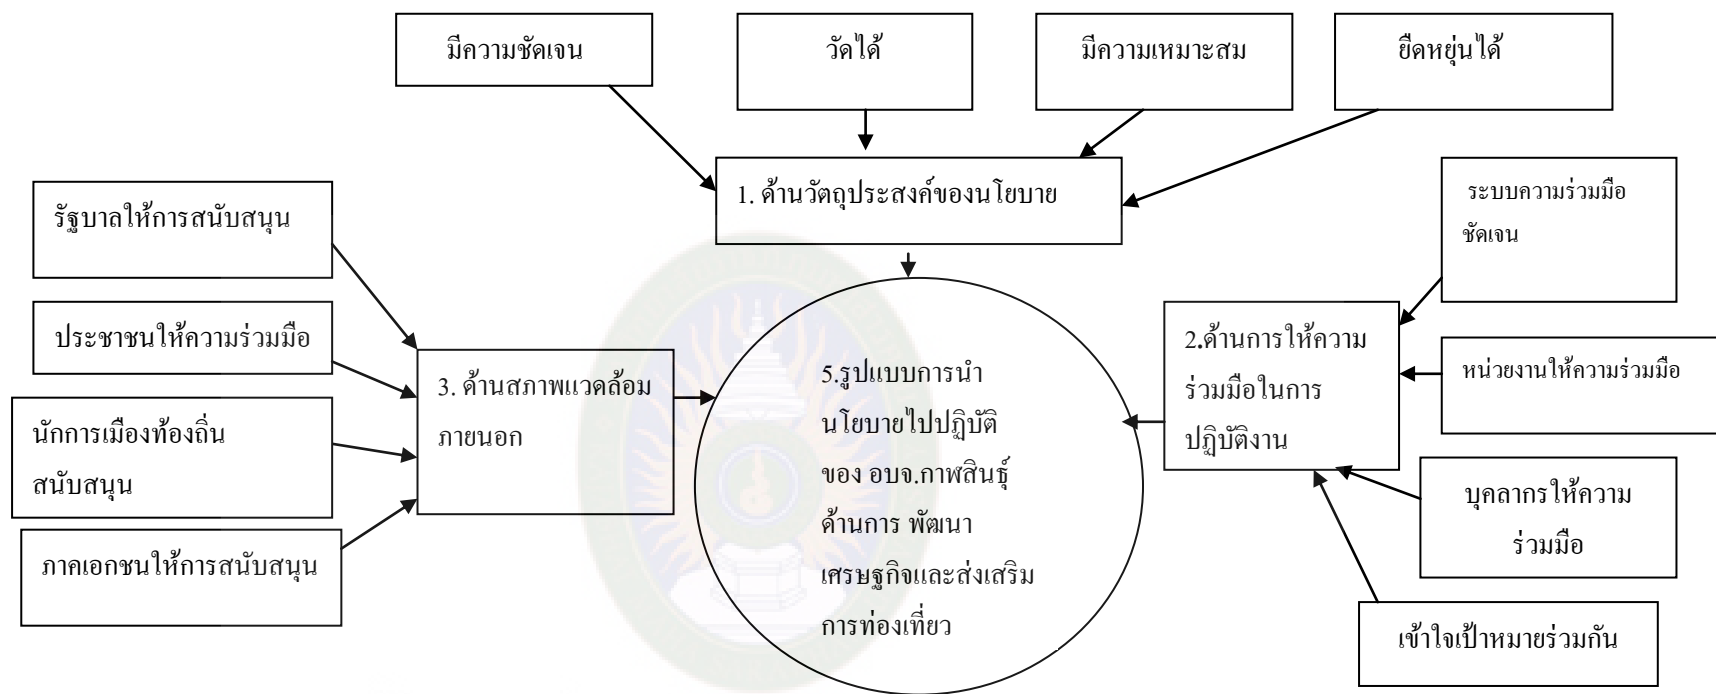 มีความชัดเจน
วัดได้
มีความเหมาะสม
ยืดหยุ่นได้
1. ด้านวัตถุประสงค์ของนโยบาย
รัฐบาลให้การสนับสนุน
ประชาชนให้ความร่วมมือ
นักการเมืองท้องถิ่น
สนับสนุน
ภาคเอกชนให้การสนับสนุน
3. ด้านสภาพแวดล้อม
ภายนอก
5.รูปแบบการนำ
นโยบายไปปฏิบัติ
ของ อบจ.กาฬสินธุ์
ด้านการ พัฒนา
เศรษฐกิจและส่งเสริม
การท่องเที่ยว
2.ด้านการให้ความ
ร่วมมือในการ
ปฏิบัติงาน
ระบบความร่วมมือ
ชัดเจน
หน่วยงานให้ความร่วมมือ
บุคลากรให้ความ
ร่วมมือ
เข้าใจเป้าหมายร่วมกัน